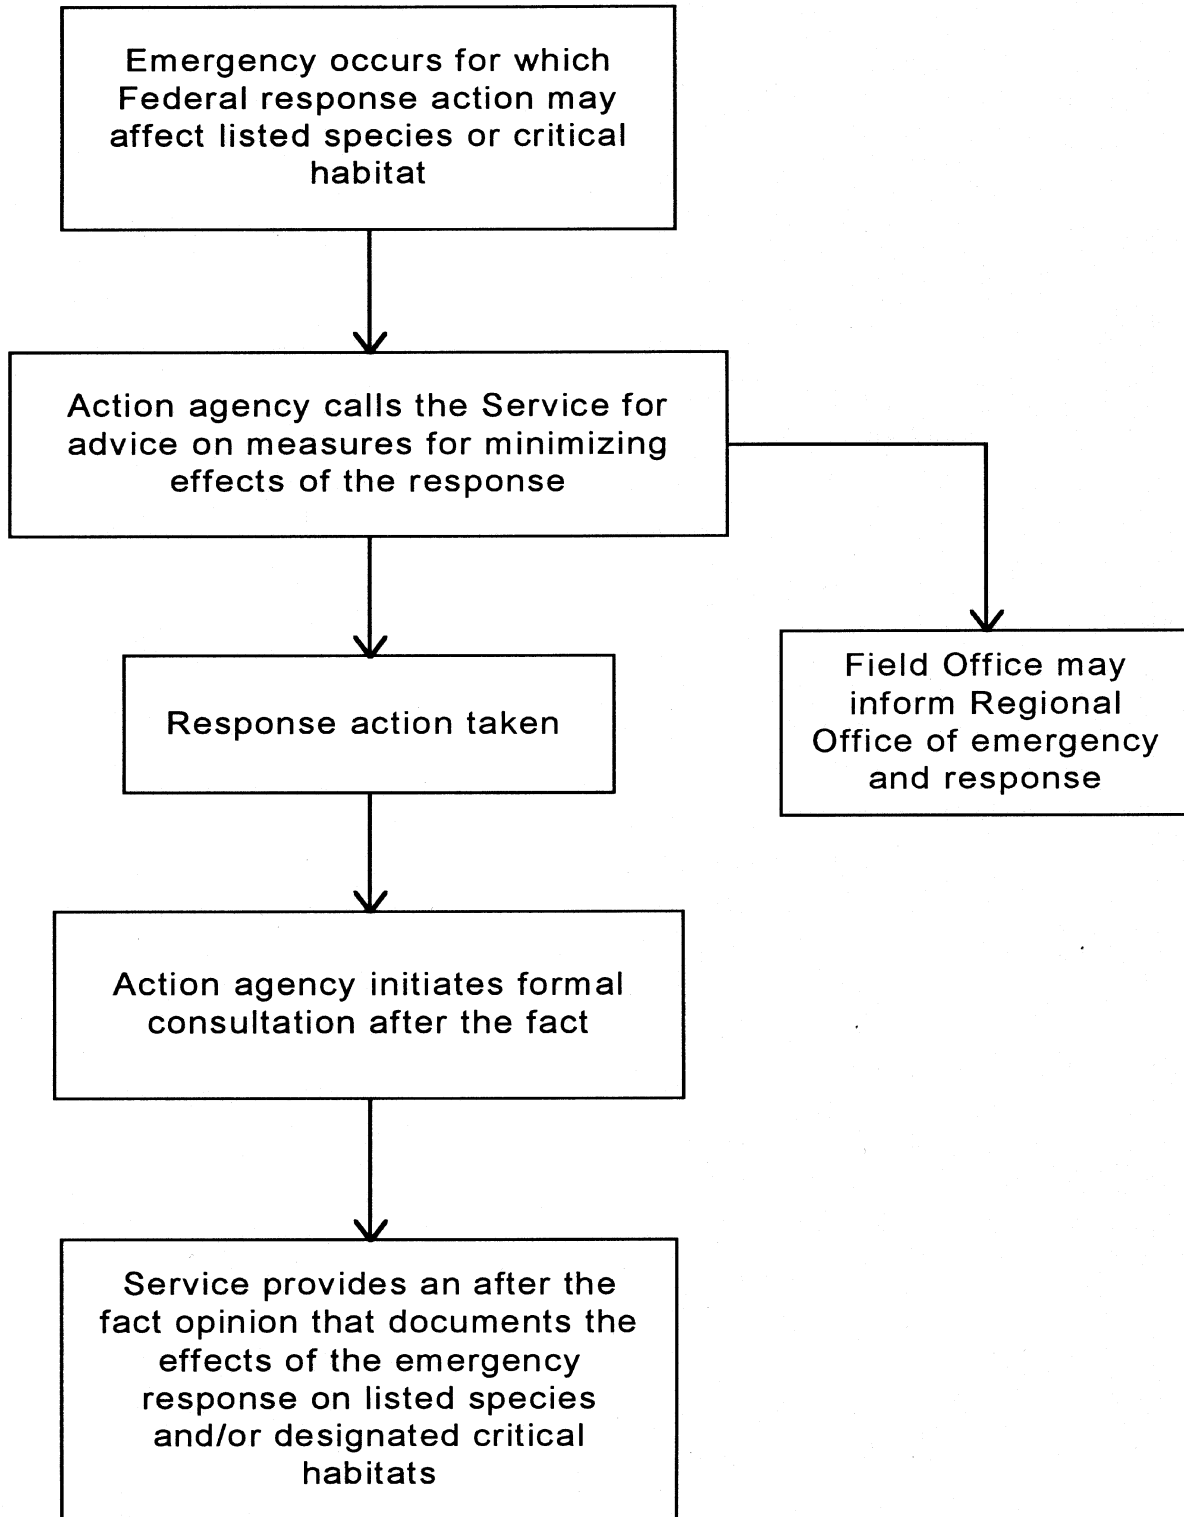 Emergency occurs for which
Federal response action may
affect listed species or critical
habitat
Action agency calls the Service for
advice on measures for minimizing
effects of the response
Response action taken
Field Office may
inform Regional
Office of emergency
and response
Action agency initiates formal
consultation after the fact
Service provides an after the
fact opinion that documents the
effects of the emergency
response on listed species
and/or designated critical
habitats